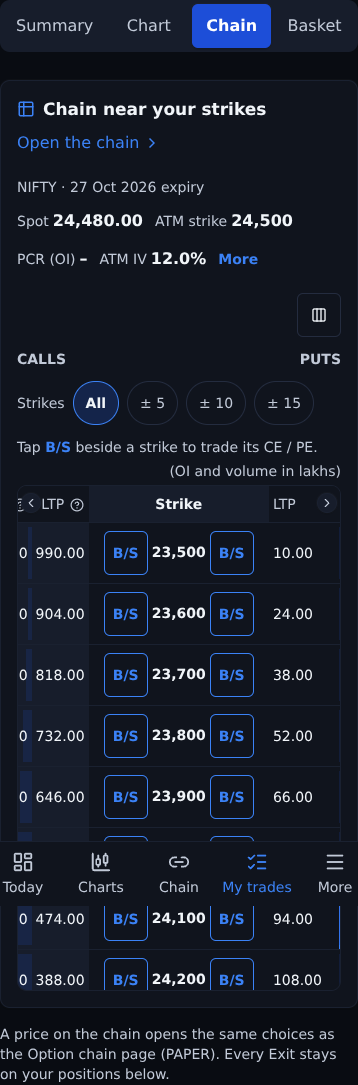 Summary Chart Chain Basket
Chain near your strikes
Open the chain
NIFTY · 27 Oct 2026 expiry
Spot 24,480.00 ATM strike 24,500
PCR (OI) – ATM IV 12.0% More
CALLS PUTS
Strikes All ± 5 ± 10 ± 15
Tap B/S beside a strike to trade its CE / PE.
(OI and volume in lakhs)
LTP Strike LTP
0 990.00 B/S 23,500 B/S 10.00
0 904.00 B/S 23,600 B/S 24.00
0 818.00 B/S 23,700 B/S 38.00
0 732.00 B/S 23,800 B/S 52.00
0 646.00 B/S 23,900 B/S 66.00
Today Charts Chain My trades More
0 474.00 B/S 24,100 B/S 94.00
0 388.00 B/S 24,200 B/S 108.00
A price on the chain opens the same choices as
the Option chain page (PAPER). Every Exit stays
on your positions below.